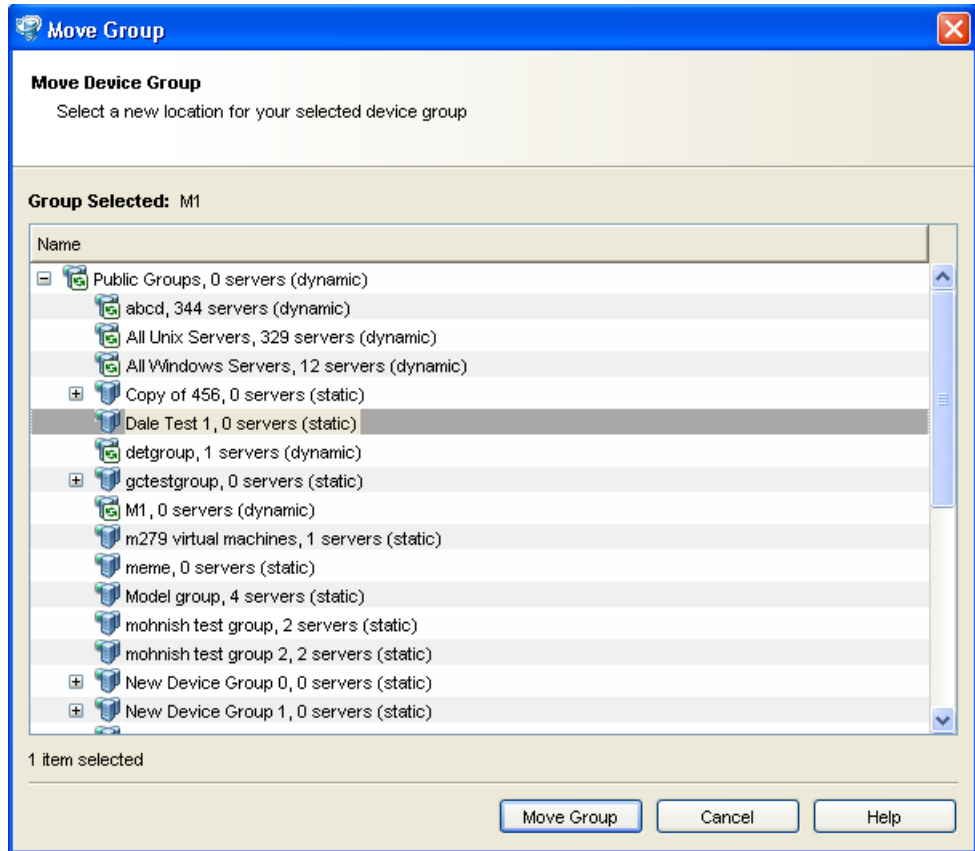 Move Group
Move Device Group
Select a new location for your selected device group
Group Selected: M1
Name
Public Groups, 0 servers (dynamic)
abcd, 344 servers (dynamic)
All Unix Servers, 329 servers (dynamic)
All Windows Servers, 12 servers (dynamic)
Copy of 456, 0 servers (static)
Dale Test 1, 0 servers (static)
detgroup, 1 servers (dynamic)
gctestgroup, 0 servers (static)
M1, 0 servers (dynamic)
m279 virtual machines, 1 servers (static)
meme, 0 servers (static)
Model group, 4 servers (static)
mohnish test group, 2 servers (static)
mohnish test group 2, 2 servers (static)
New Device Group 0, 0 servers (static)
New Device Group 1, 0 servers (static)
1 item selected
Move Group Cancel Help